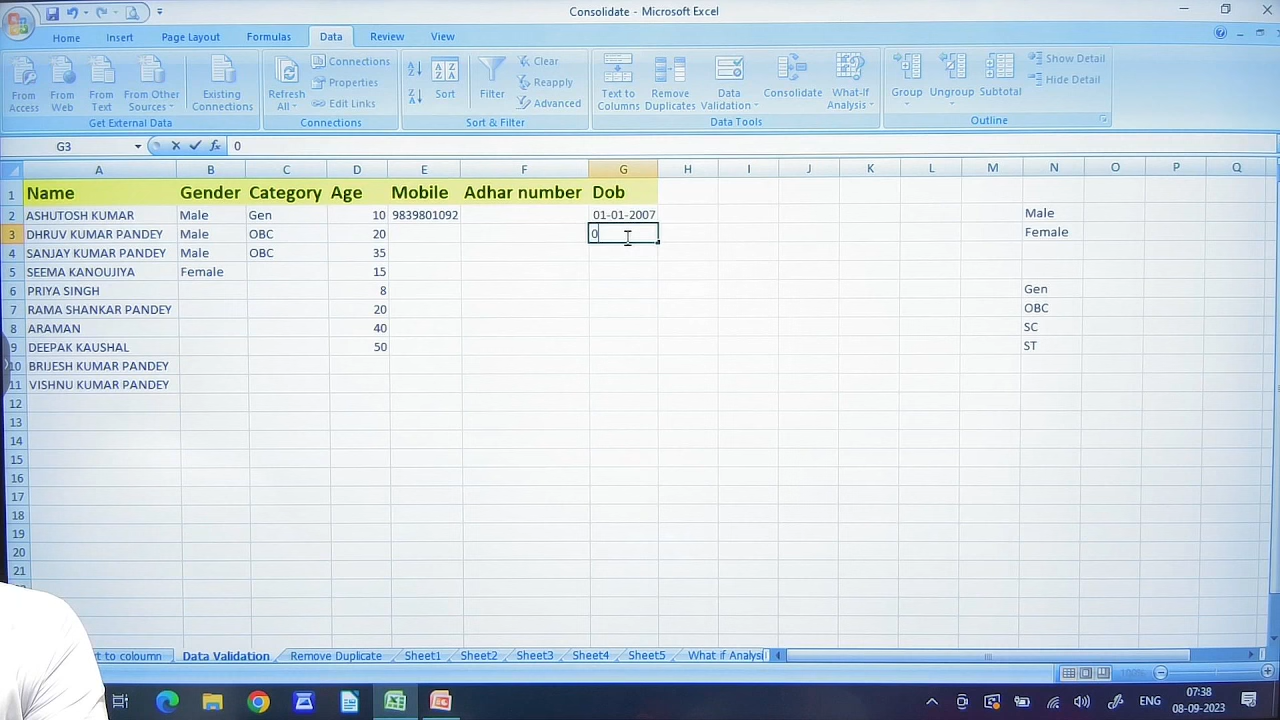 Consolidate - Microsoft Excel
Home Insert Page Layout Formulas Data Review View
From Access
From Web
From Text
From Other Sources
Existing Connections
Get External Data
Refresh All
Connections
Properties
Edit Links
Connections
Sort
Filter
Clear
Reapply
Advanced
Sort & Filter
Text to Columns
Remove Duplicates
Data Validation
Consolidate
What-If Analysis
Data Tools
Group
Ungroup
Subtotal
Show Detail
Hide Detail
Outline
G3 fx 0
A B C D E F G H I J K L M N O P Q
1 Name Gender Category Age Mobile Adhar number Dob
2 ASHUTOSH KUMAR Male Gen 10 9839801092 01-01-2007 Male
3 DHRUV KUMAR PANDEY Male OBC 20 0 Female
4 SANJAY KUMAR PANDEY Male OBC 35
5 SEEMA KANOUJIYA Female 15
6 PRIYA SINGH 8 Gen
7 RAMA SHANKAR PANDEY 20 OBC
8 ARAMAN 40 SC
9 DEEPAK KAUSHAL 50 ST
10 BRIJESH KUMAR PANDEY
11 VISHNU KUMAR PANDEY
12
13
14
15
16
17
18
19
20
21
t to coloumn Data Validation Remove Duplicate Sheet1 Sheet2 Sheet3 Sheet4 Sheet5 What if Analysi
100%
ENG 07:38
08-09-2023